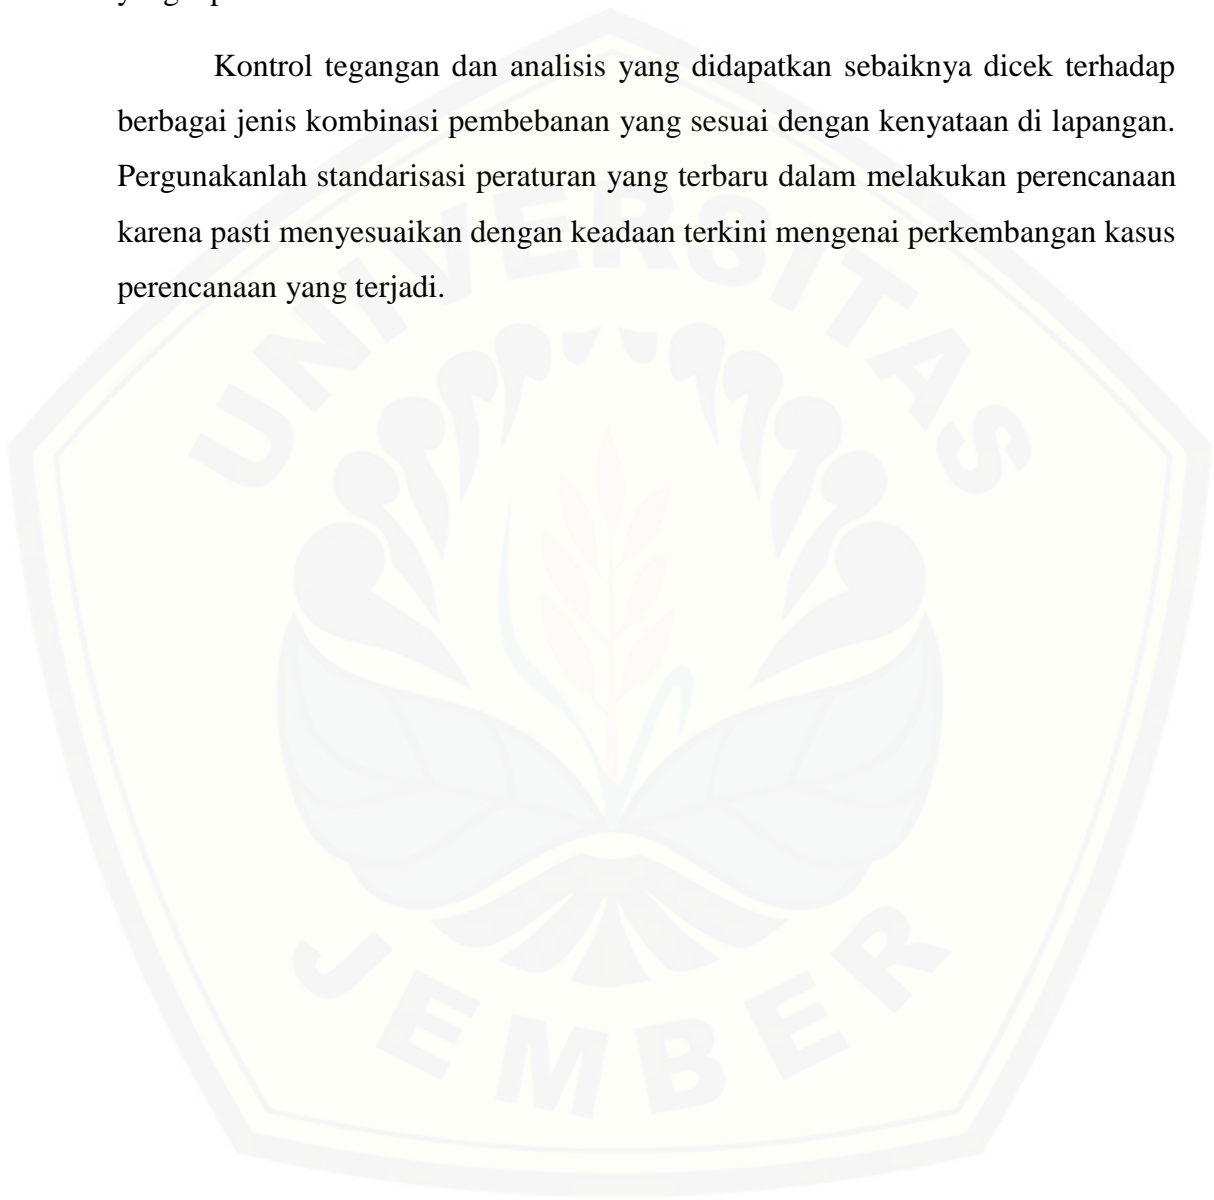 Kontrol tegangan dan analisis yang didapatkan sebaiknya dicek terhadap
berbagai jenis kombinasi pembebanan yang sesuai dengan kenyataan di lapangan.
Pergunakanlah standarisasi peraturan yang terbaru dalam melakukan perencanaan
karena pasti menyesuaikan dengan keadaan terkini mengenai perkembangan kasus
perencanaan yang terjadi.
UNIVERSITAS
JEMBER